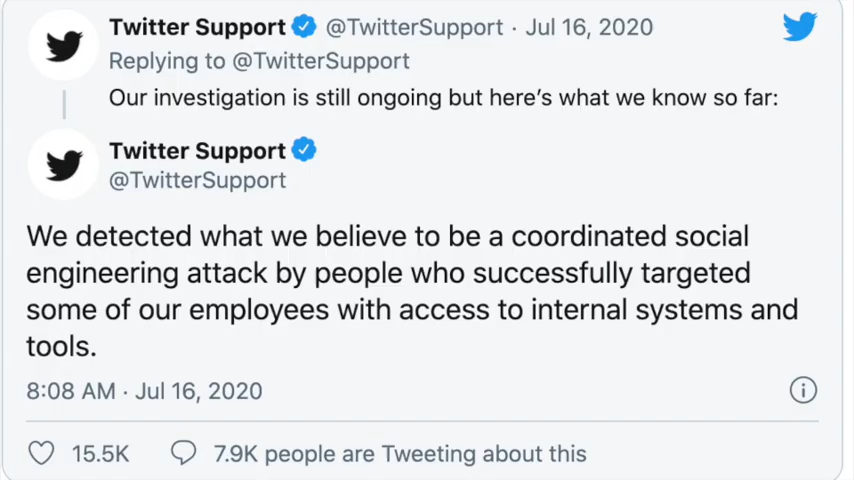 Twitter Support @TwitterSupport · Jul 16, 2020
Replying to @TwitterSupport
Our investigation is still ongoing but here’s what we know so far:
Twitter Support
@TwitterSupport
We detected what we believe to be a coordinated social
engineering attack by people who successfully targeted
some of our employees with access to internal systems and
tools.
8:08 AM · Jul 16, 2020
15.5K 7.9K people are Tweeting about this